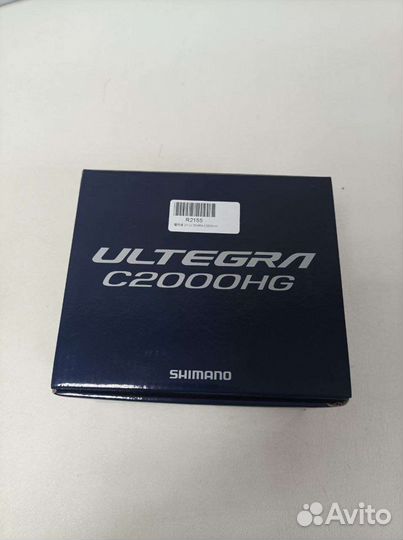 R2155
ULTEGRA
C2000HG
SHIMANO
Avito